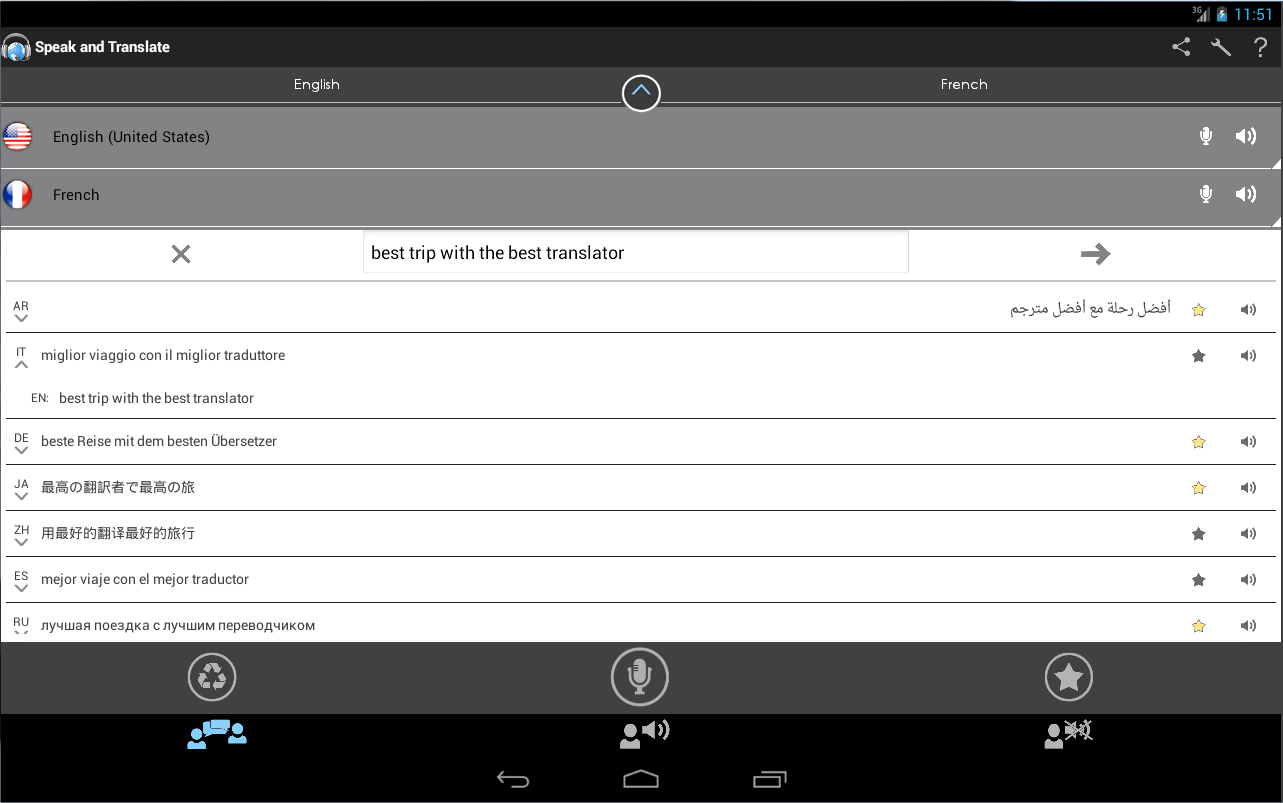 3G 11:51
Speak and Translate ?
English French
English (United States)
French
best trip with the best translator
AR أفضل رحلة مع أفضل مترجم
IT miglior viaggio con il miglior traduttore
EN: best trip with the best translator
DE beste Reise mit dem besten Übersetzer
JA 最高の翻訳者で最高の旅
ZH 用最好的翻译最好的旅行
ES mejor viaje con el mejor traductor
RU лучшая поездка с лучшим переводчиком